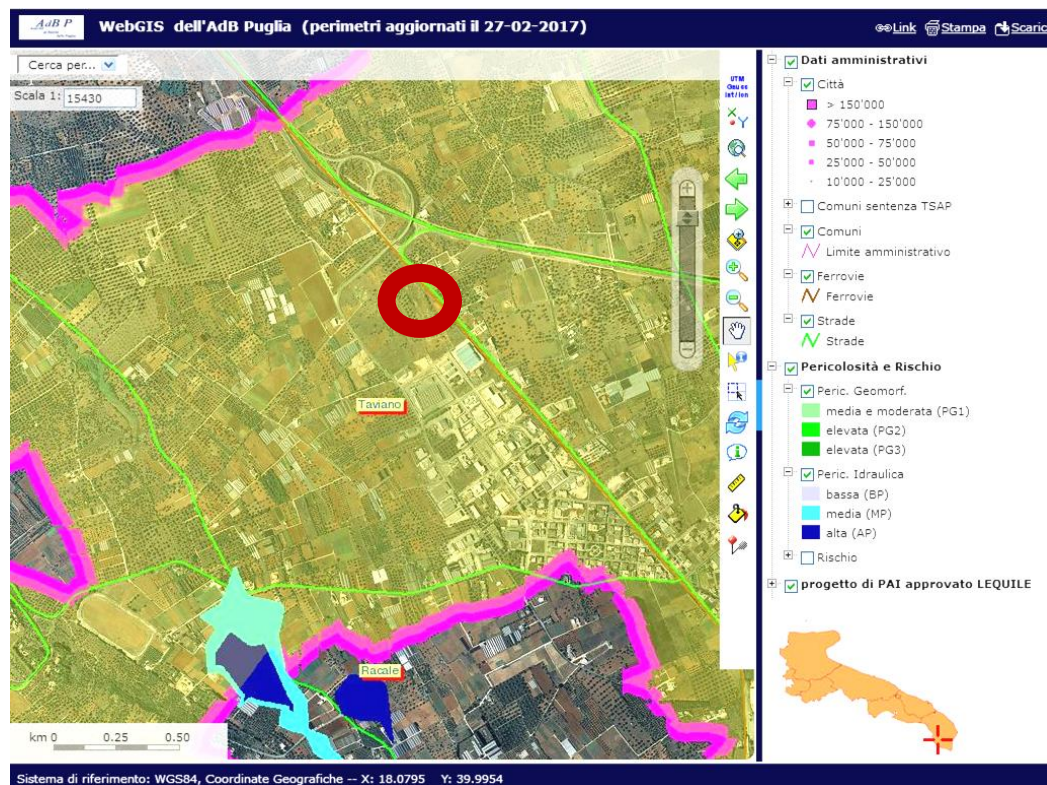 AdB P
WebGIS dell'AdB Puglia (perimetri aggiornati il 27-02-2017)
Link Stampa Scaric
Cerca per...
Scala 1: 15430
UTM
Gauss
int/ion
X Y
Taviano
Racale
km 0 0.25 0.50
Dati amministrativi
Città
> 150'000
75'000 - 150'000
50'000 - 75'000
25'000 - 50'000
10'000 - 25'000
Comuni sentenza TSAP
Comuni
Limite amministrativo
Ferrovie
Ferrovie
Strade
Strade
Pericolosità e Rischio
Peric. Geomorf.
media e moderata (PG1)
elevata (PG2)
elevata (PG3)
Peric. Idraulica
bassa (BP)
media (MP)
alta (AP)
Rischio
progetto di PAI approvato LEQUILE
Sistema di riferimento: WGS84, Coordinate Geografiche -- X: 18.0795 Y: 39.9954